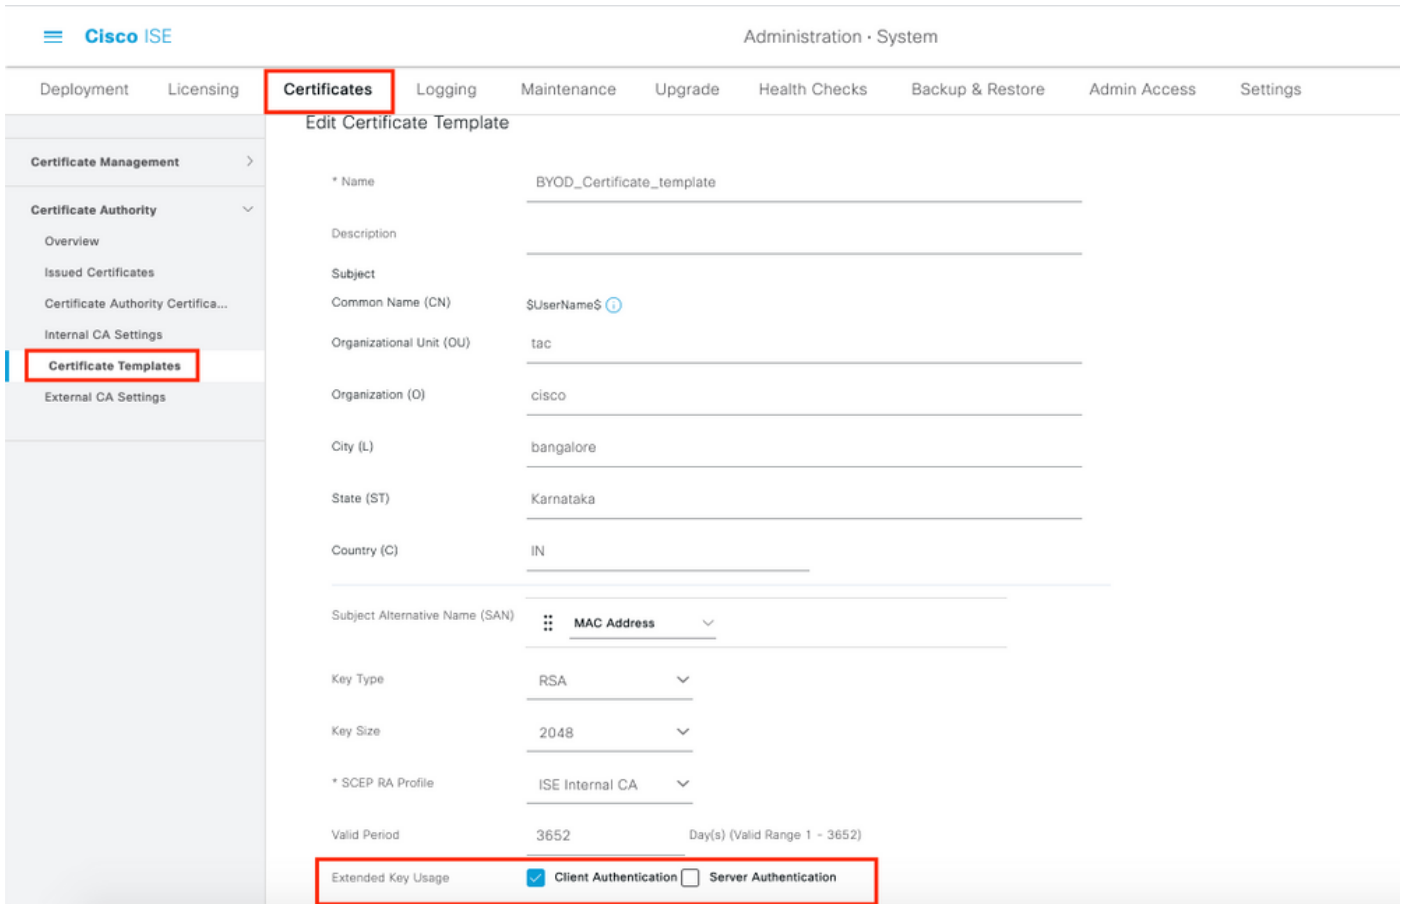 Cisco ISE
Administration · System
Deployment Licensing Certificates Logging Maintenance Upgrade Health Checks Backup & Restore Admin Access Settings
Certificate Management
Certificate Authority
Overview
Issued Certificates
Certificate Authority Certifica...
Internal CA Settings
Certificate Templates
External CA Settings
Edit Certificate Template
* Name BYOD_Certificate_template
Description
Subject
Common Name (CN) $UserName$
Organizational Unit (OU) tac
Organization (O) cisco
City (L) bangalore
State (ST) Karnataka
Country (C) IN
Subject Alternative Name (SAN) MAC Address
Key Type RSA
Key Size 2048
* SCEP RA Profile ISE Internal CA
Valid Period 3652 Day(s) (Valid Range 1 - 3652)
Extended Key Usage Client Authentication Server Authentication